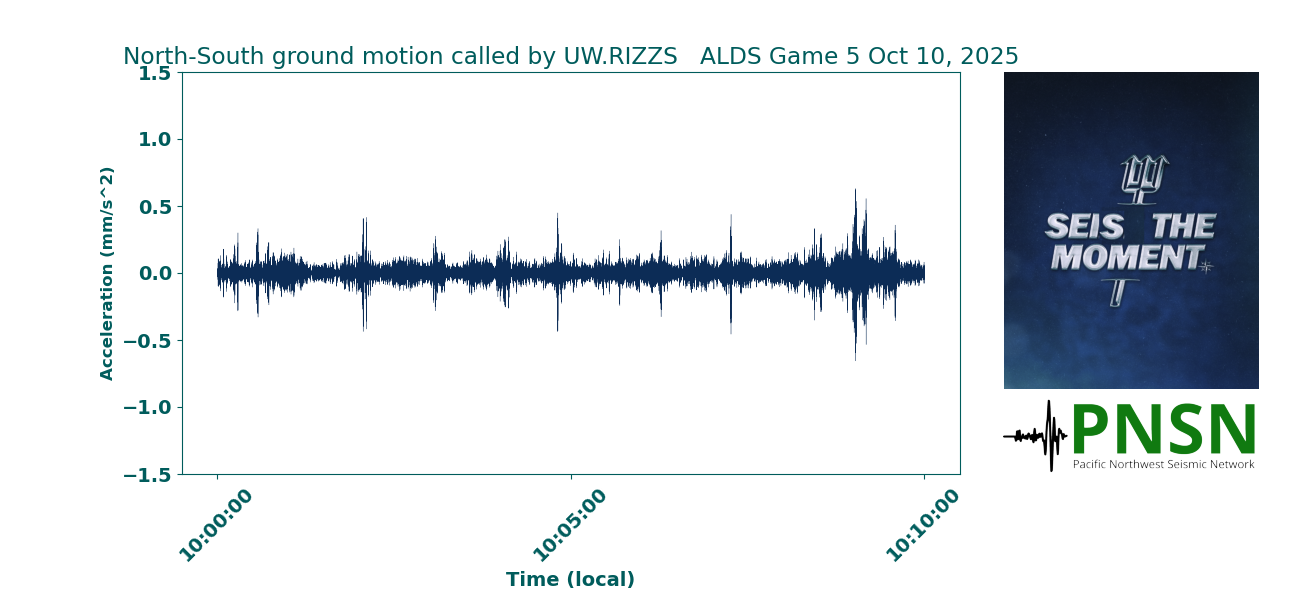 North-South ground motion called by UW.RIZZS   ALDS Game 5 Oct 10, 2025
1.5
1.0
0.5
0.0
−0.5
−1.0
−1.5
Acceleration (mm/s^2)
10:00:00
10:05:00
10:10:00
Time (local)
SEIS THE
MOMENT
PNSN
Pacific Northwest Seismic Network